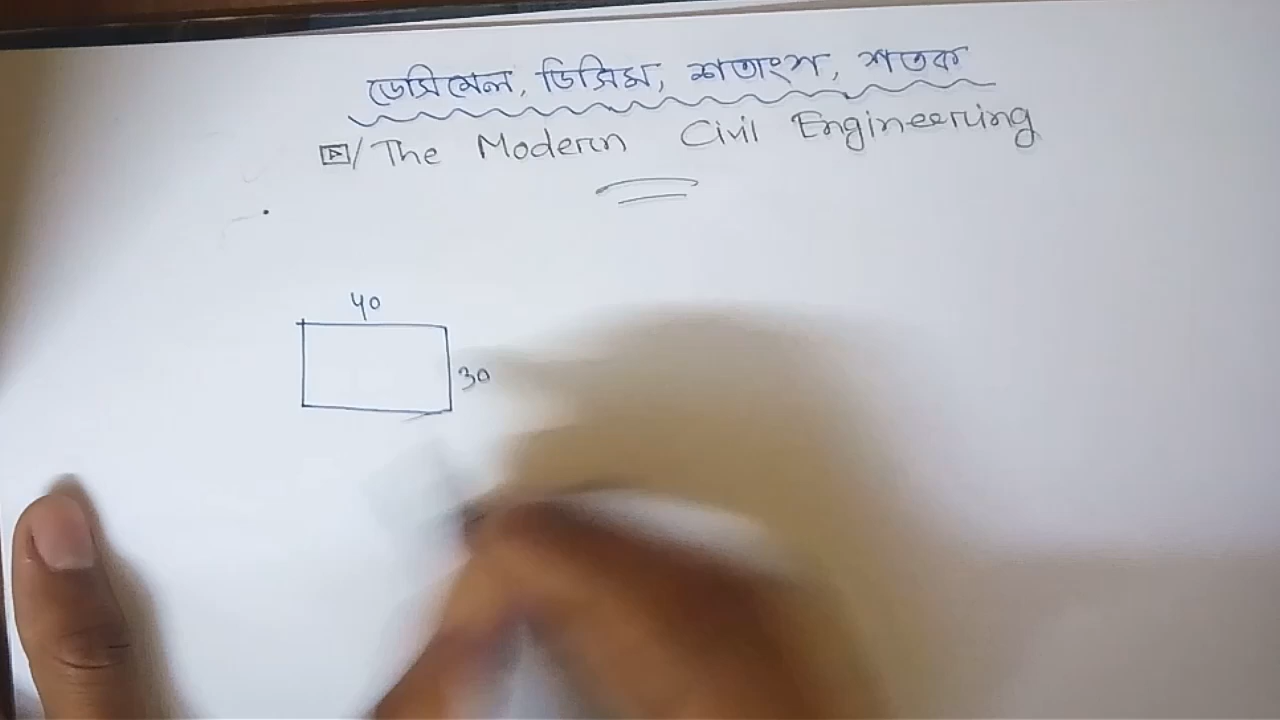 ডেসিমেল, ডিসিম, শতাংশ, শতক
/The Modern Civil Engineering
40
30